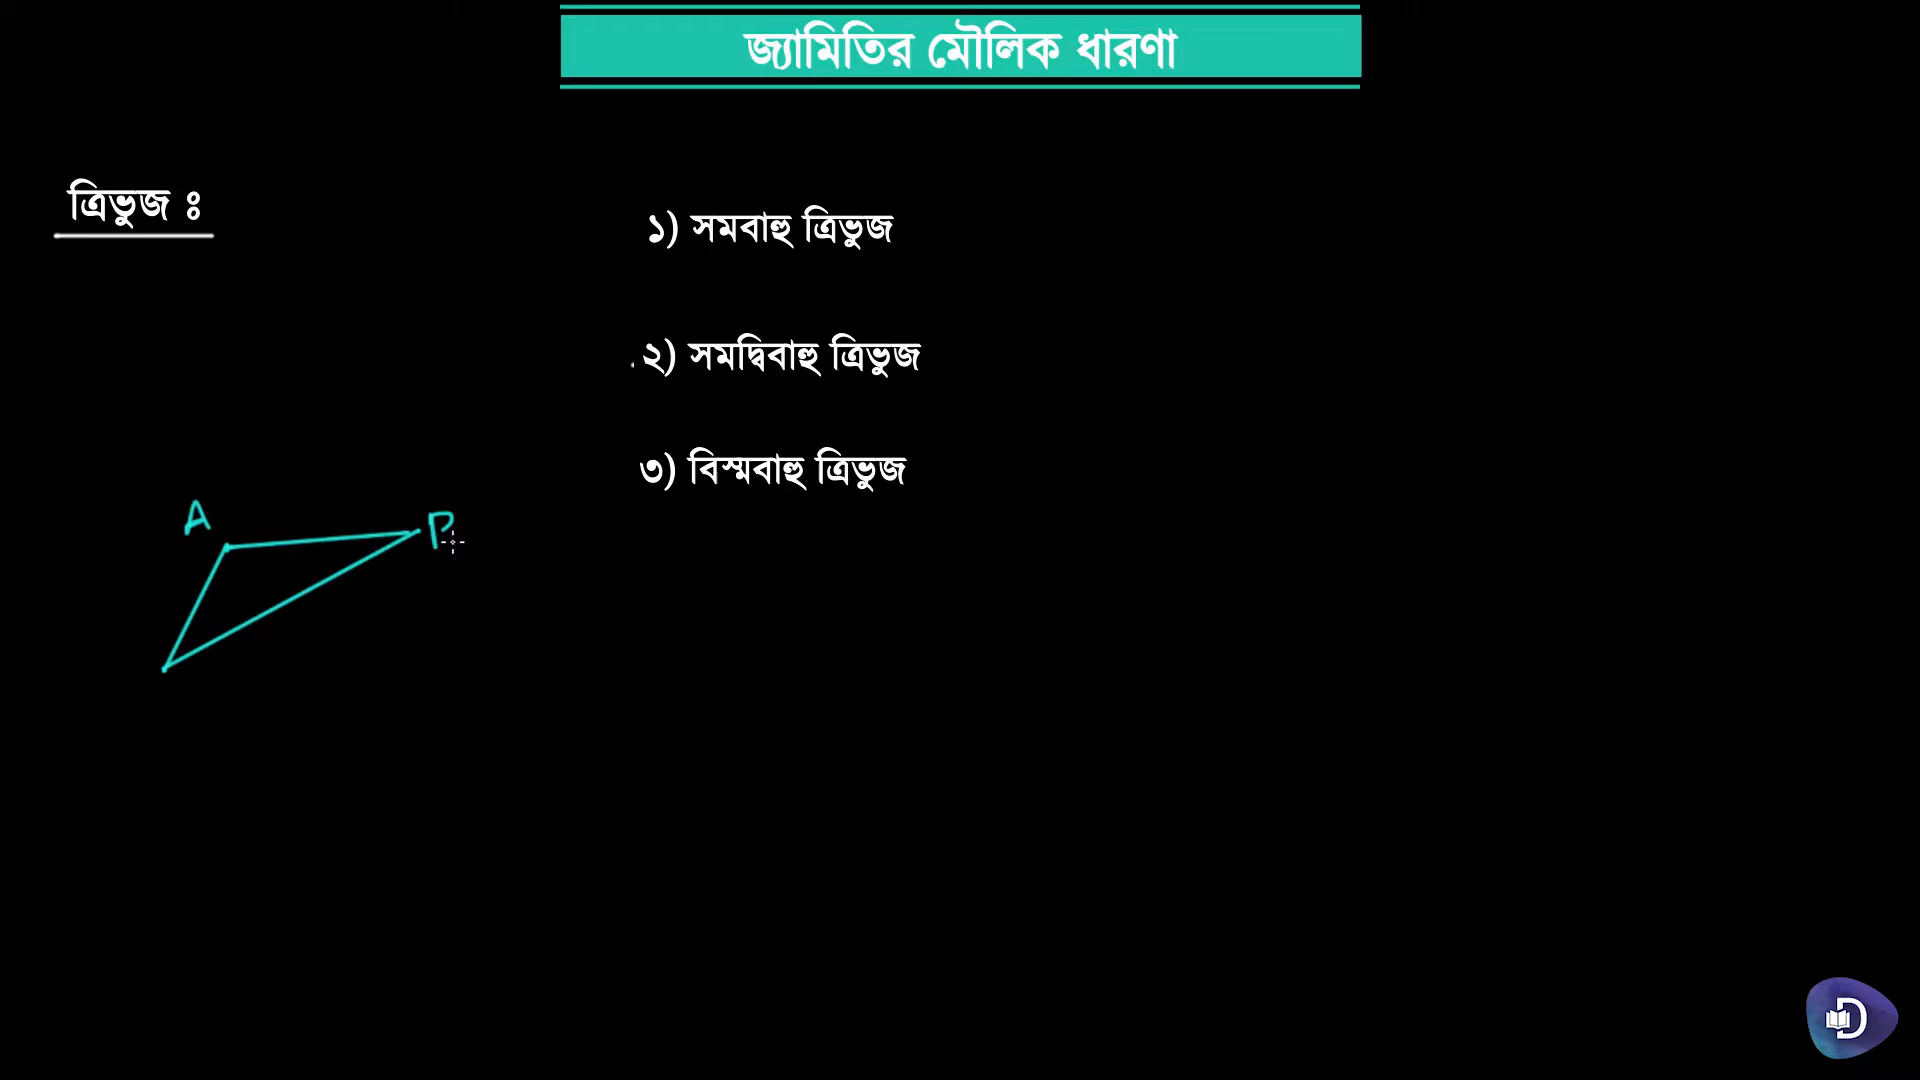 জ্যামিতির মৌলিক ধারণা
ত্রিভুজ ঃ
১) সমবাহু ত্রিভুজ
২) সমদ্বিবাহু ত্রিভুজ
৩) বিস্মবাহু ত্রিভুজ
A
P
D